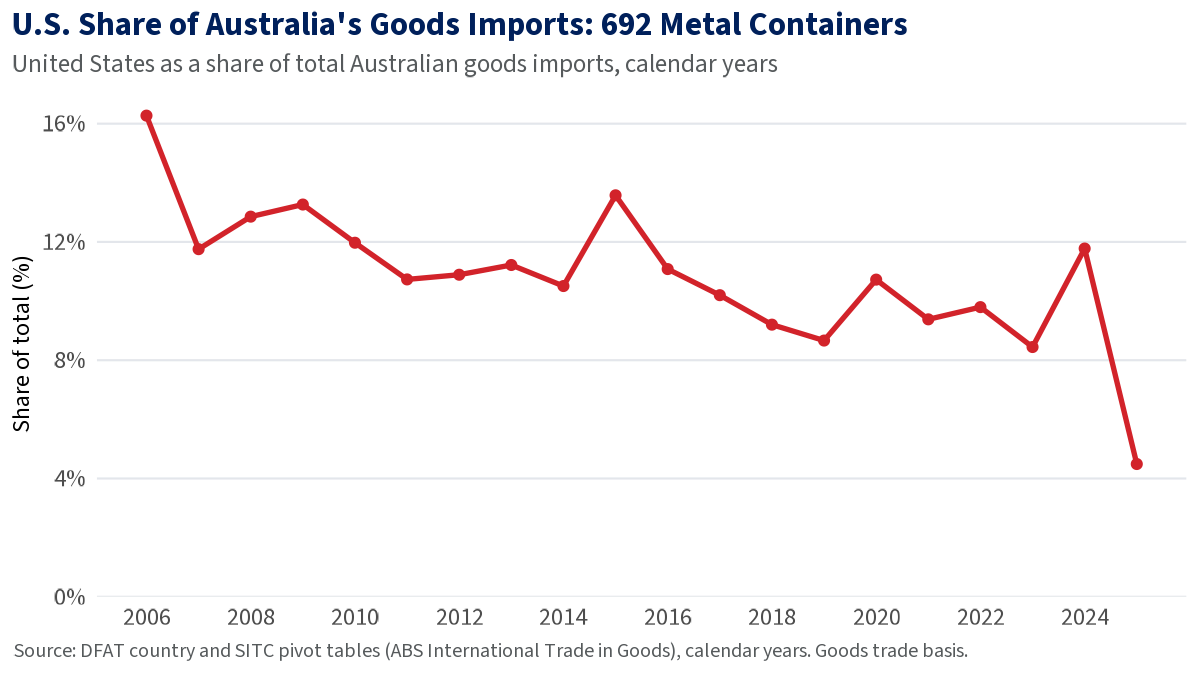 U.S. Share of Australia's Goods Imports: 692 Metal Containers
United States as a share of total Australian goods imports, calendar years
Share of total (%)
16%
12%
8%
4%
0%
2006 2008 2010 2012 2014 2016 2018 2020 2022 2024
Source: DFAT country and SITC pivot tables (ABS International Trade in Goods), calendar years. Goods trade basis.